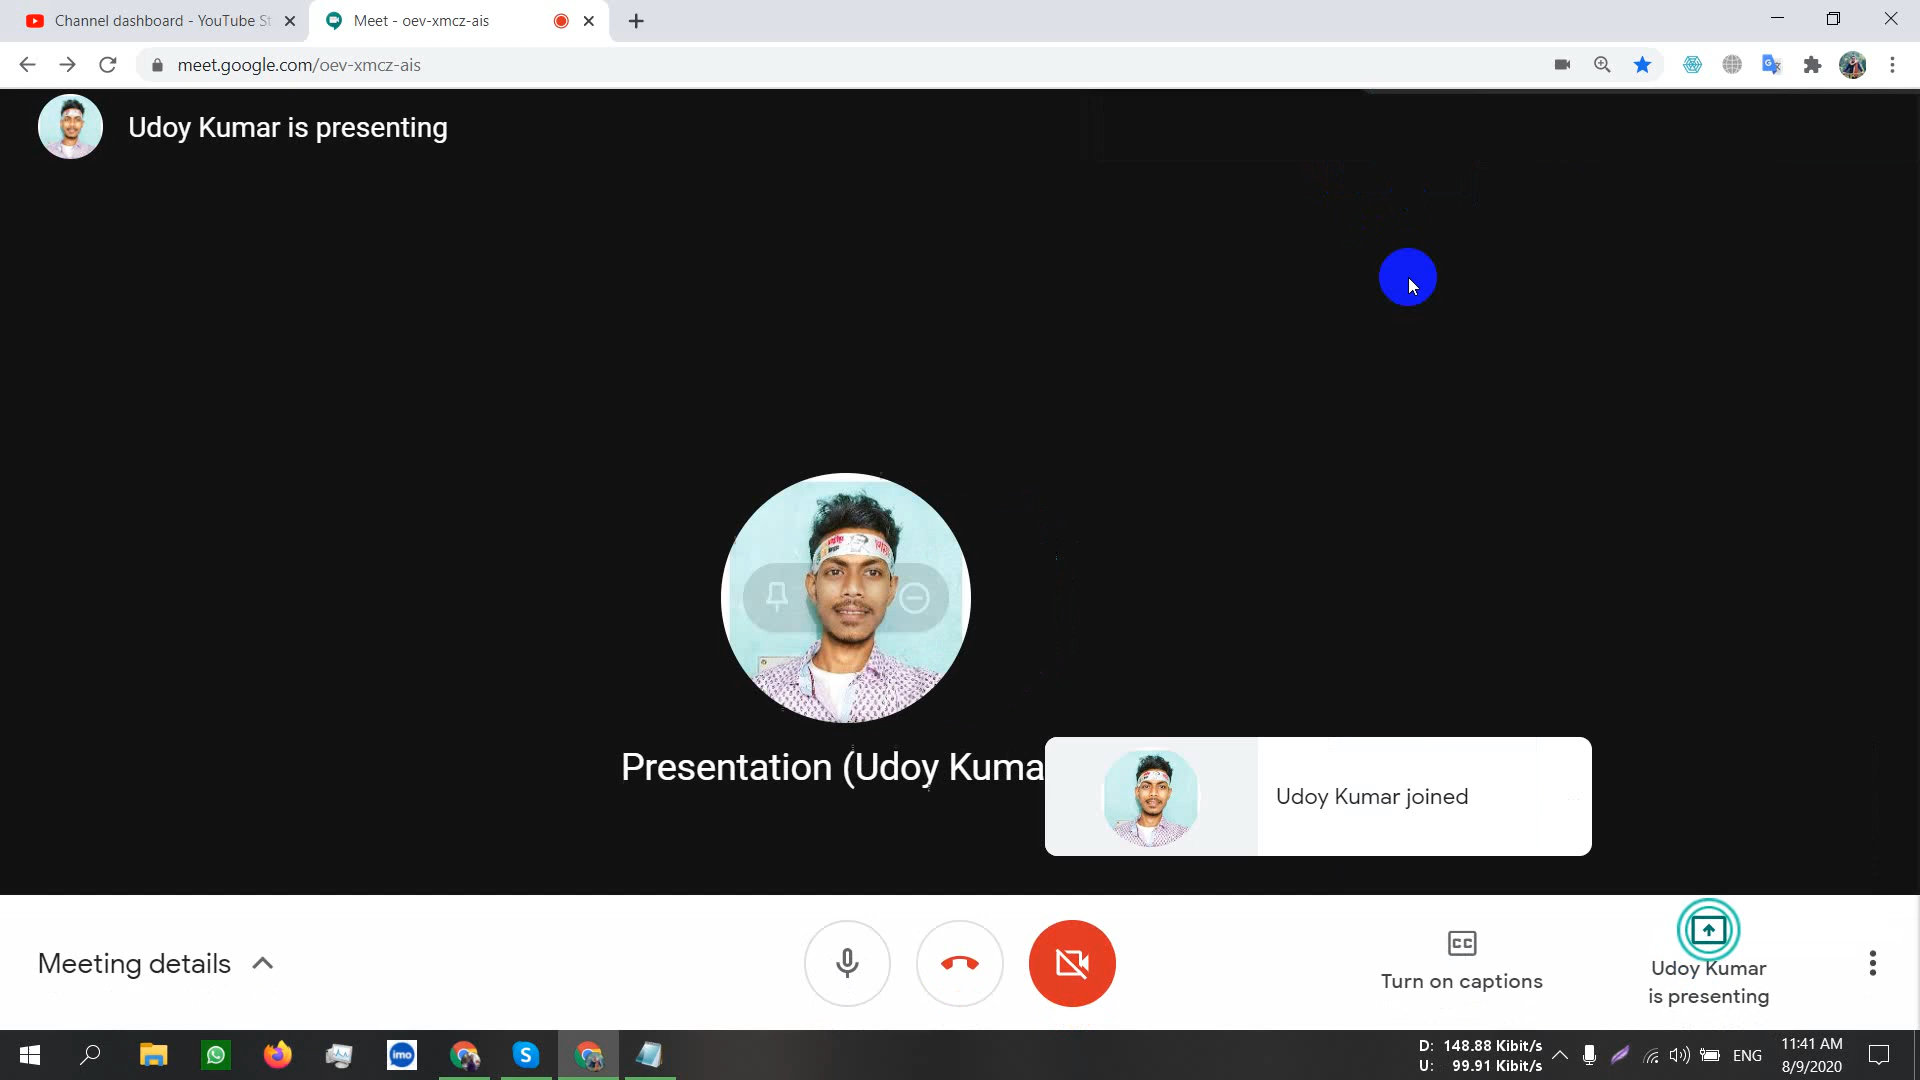 Channel dashboard - YouTube St
Meet - oev-xmcz-ais
meet.google.com/oev-xmcz-ais
Udoy Kumar is presenting
Presentation (Udoy Kuma
Udoy Kumar joined
Meeting details
CC
Turn on captions
Udoy Kumar
is presenting
imo
D: 148.88 Kibit/s
U: 99.91 Kibit/s
ENG
11:41 AM
8/9/2020